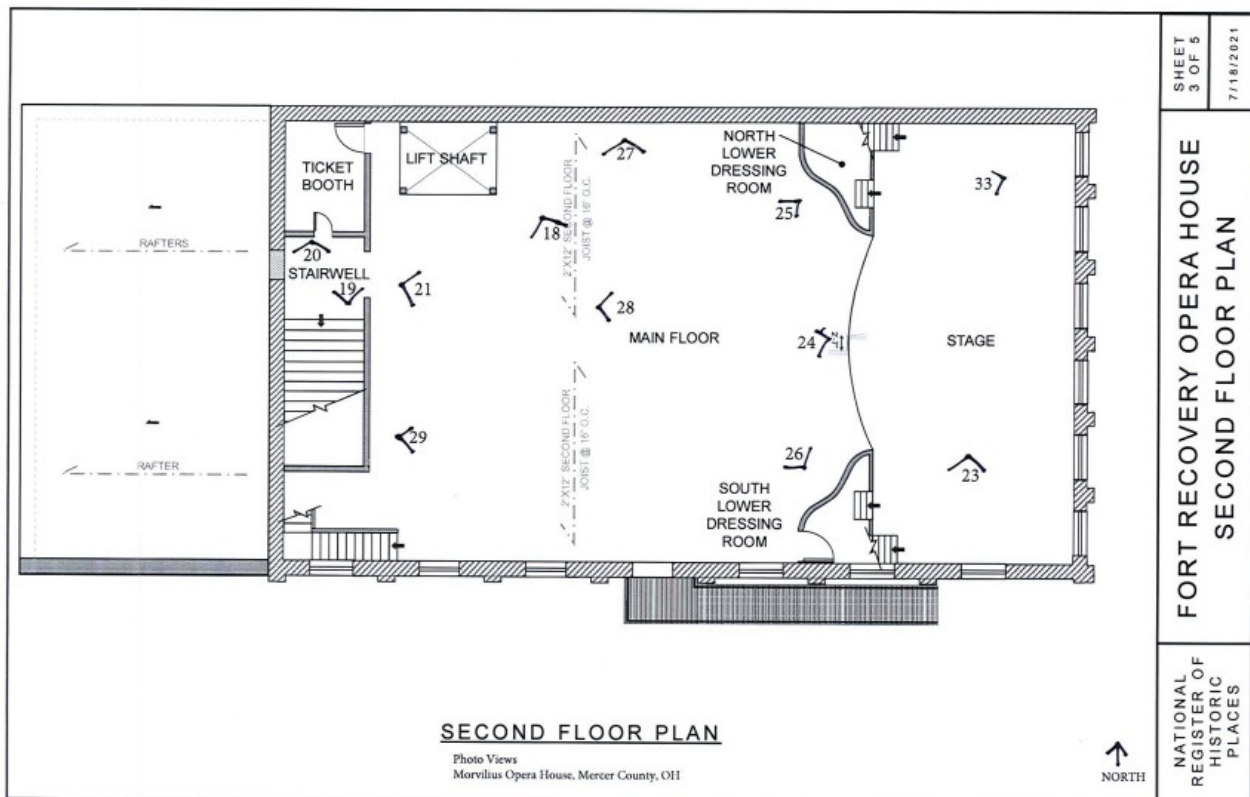 TICKET
BOOTH
LIFT SHAFT
27
NORTH
LOWER
DRESSING
ROOM
33
25
RAFTERS
18
2"X12" SECOND FLOOR
JOIST @ 16" O.C.
20
STAIRWELL
19
21
28
MAIN FLOOR
24
STAGE
29
2"X12" SECOND FLOOR
JOIST @ 16" O.C.
26
23
RAFTER
SOUTH
LOWER
DRESSING
ROOM
SECOND FLOOR PLAN
Photo Views
Morvilius Opera House, Mercer County, OH
NORTH
SHEET
3 OF 5
7/18/2021
FORT RECOVERY OPERA HOUSE
SECOND FLOOR PLAN
NATIONAL
REGISTER OF
HISTORIC
PLACES